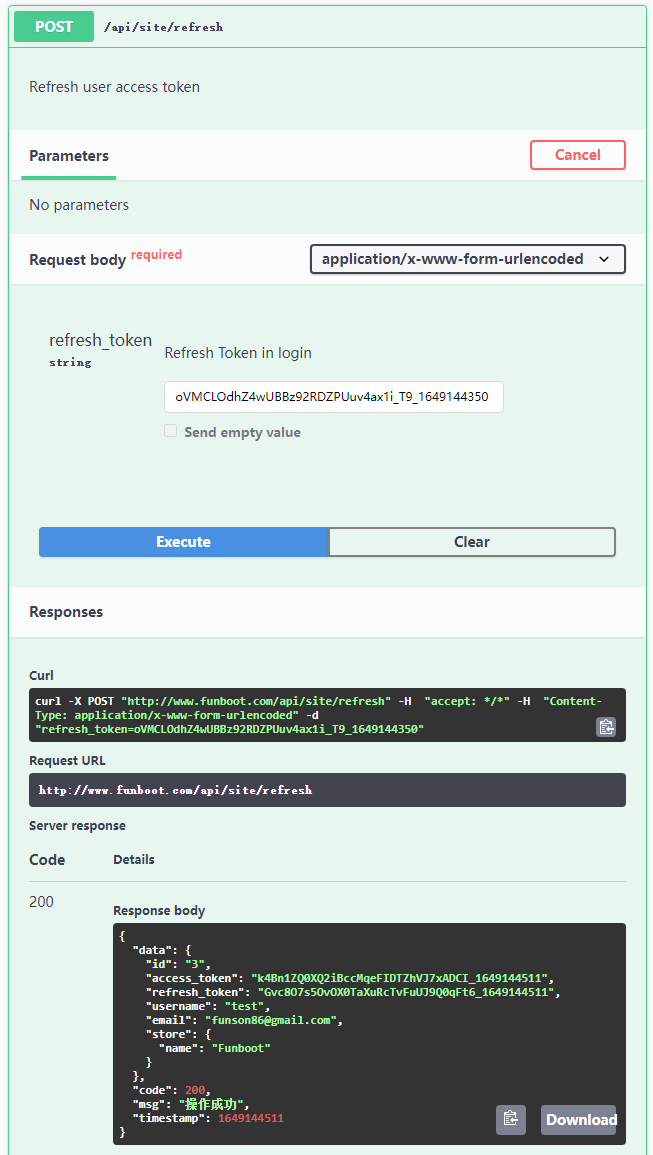 POST /api/site/refresh
Refresh user access token
Parameters Cancel
No parameters
Request body required application/x-www-form-urlencoded
refresh_token Refresh Token in login
string
oVMCLOdhZ4wUBBz92RDZPUuv4ax1i_T9_1649144350
Send empty value
Execute Clear
Responses
Curl
curl -X POST "http://www.funboot.com/api/site/refresh" -H "accept: */*" -H "Content-
Type: application/x-www-form-urlencoded" -d
"refresh_token=oVMCLOdhZ4wUBBz92RDZPUuv4ax1i_T9_1649144350"
Request URL
http://www.funboot.com/api/site/refresh
Server response
Code Details
200
Response body
{
"data": {
"id": "3",
"access_token": "k4Bn1ZQ0XQ2iBccMqeFIDTZhVJ7xADCI_1649144511",
"refresh_token": "Gvc8O7s5OvOX0TaXuRcTvFuUJ9Q0qFt6_1649144511",
"username": "test",
"email": "funson86@gmail.com",
"store": {
"name": "Funboot"
}
},
"code": 200,
"msg": "操作成功",
"timestamp": 1649144511
}
Download